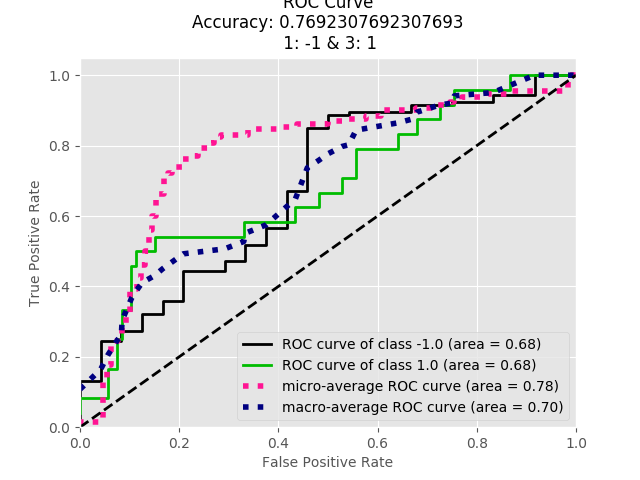 ROC Curve
Accuracy: 0.7692307692307693
1: -1 & 3: 1
True Positive Rate
1.0
0.8
0.6
0.4
0.2
0.0
ROC curve of class -1.0 (area = 0.68)
ROC curve of class 1.0 (area = 0.68)
micro-average ROC curve (area = 0.78)
macro-average ROC curve (area = 0.70)
0.0 0.2 0.4 0.6 0.8 1.0
False Positive Rate